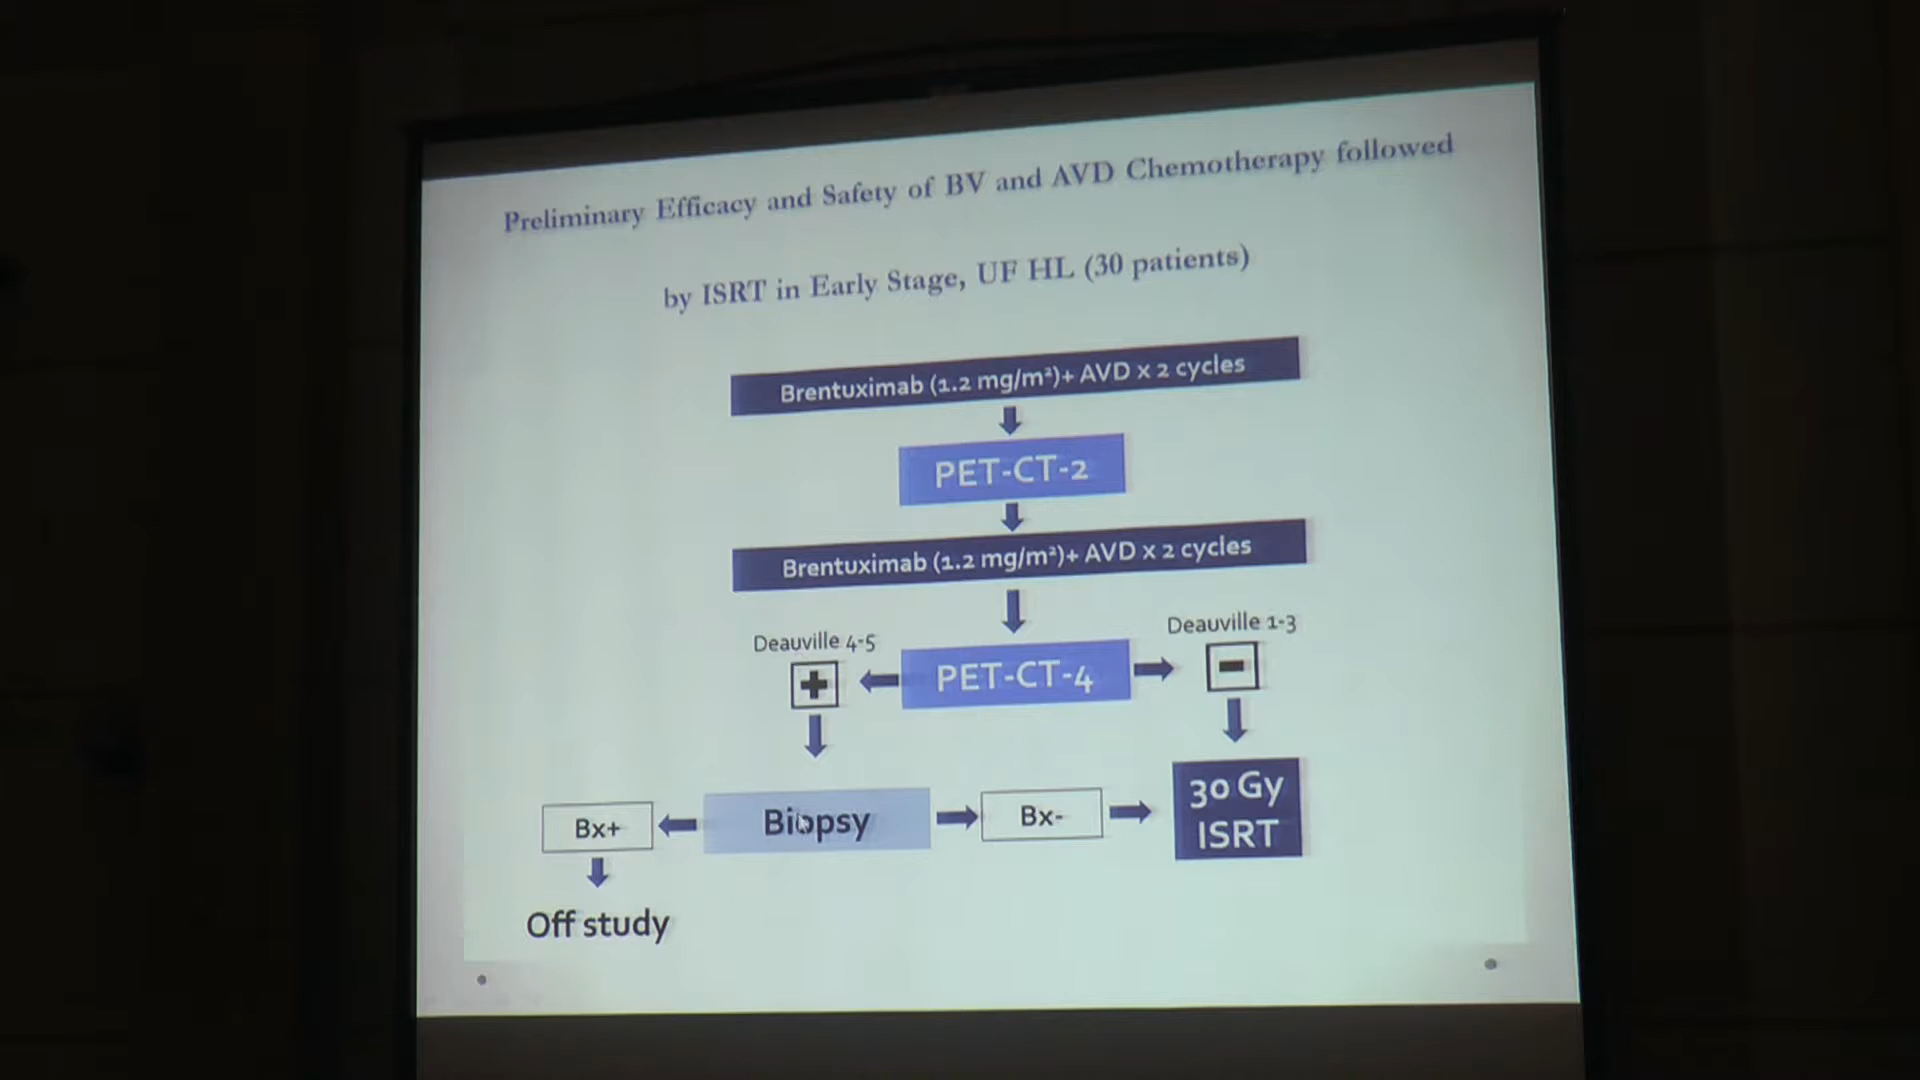 Preliminary Efficacy and Safety of BV and AVD Chemotherapy followed
by ISRT in Early Stage, UF HL (30 patients)
Brentuximab (1.2 mg/m²)+ AVD x 2 cycles
PET-CT-2
Brentuximab (1.2 mg/m²)+ AVD x 2 cycles
Deauville 4-5
Deauville 1-3
+
PET-CT-4
-
Bx+
Biopsy
Bx-
30 Gy
ISRT
Off study